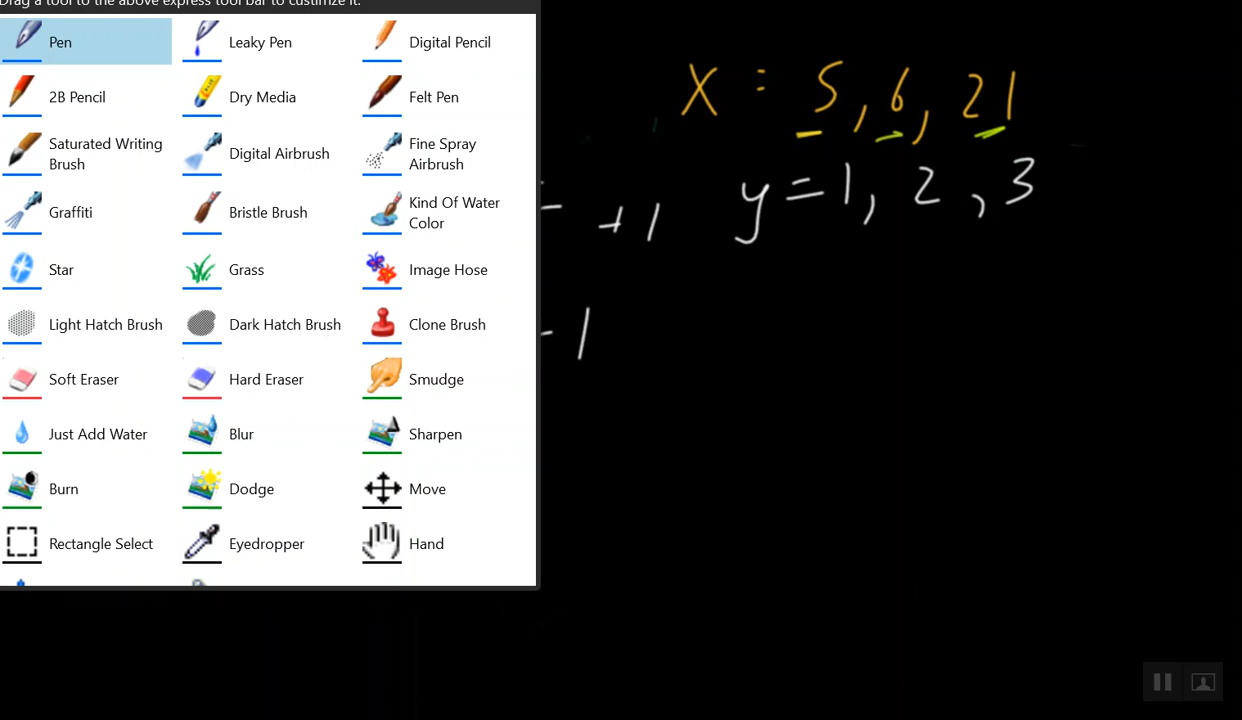 Drag a tool to the above express tool bar to custimize it.
Pen
Leaky Pen
Digital Pencil
2B Pencil
Dry Media
Felt Pen
Saturated Writing
Brush
Digital Airbrush
Fine Spray
Airbrush
Graffiti
Bristle Brush
Kind Of Water
Color
Star
Grass
Image Hose
Light Hatch Brush
Dark Hatch Brush
Clone Brush
Soft Eraser
Hard Eraser
Smudge
Just Add Water
Blur
Sharpen
Burn
Dodge
Move
Rectangle Select
Eyedropper
Hand
X : 5, 6, 21
+1 y = 1, 2, 3
- 1